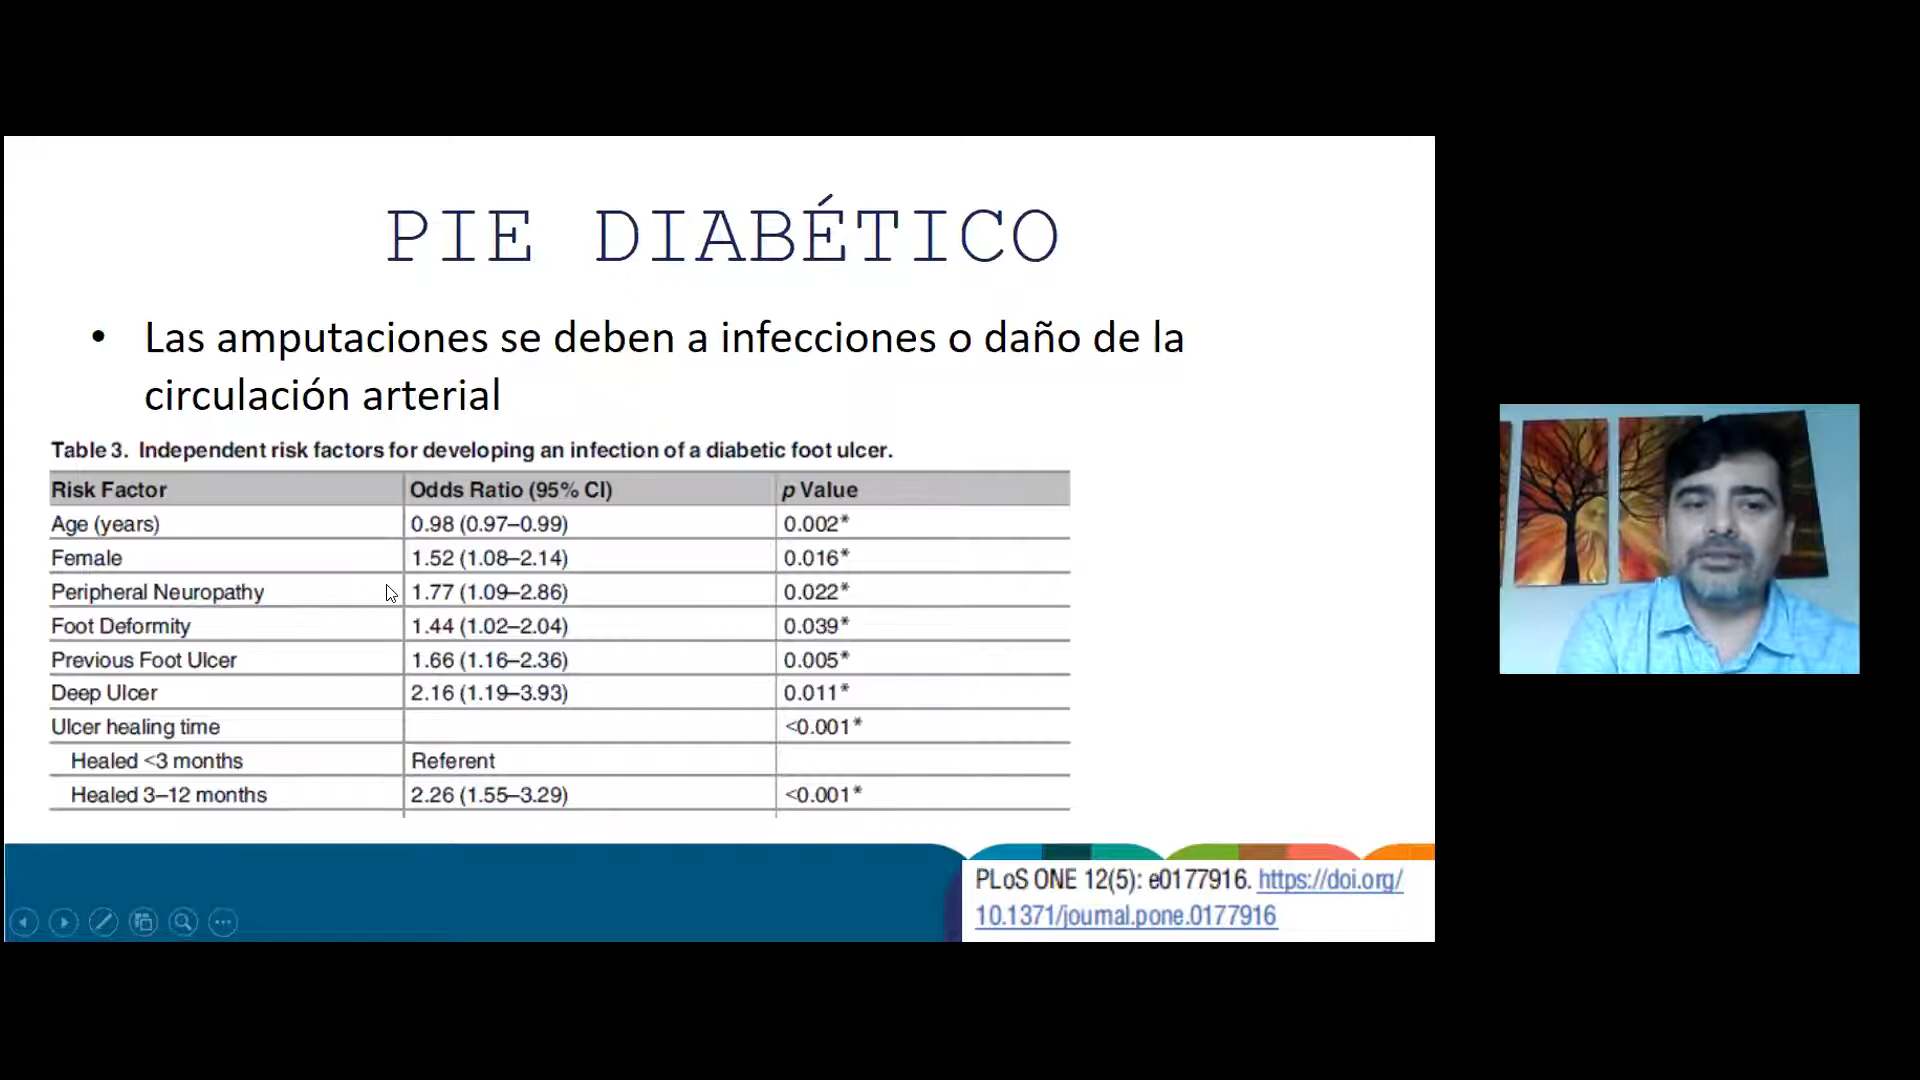 PIE DIABÉTICO
• Las amputaciones se deben a infecciones o daño de la
circulación arterial
Table 3. Independent risk factors for developing an infection of a diabetic foot ulcer.
Risk Factor Odds Ratio (95% CI) p Value
Age (years) 0.98 (0.97–0.99) 0.002*
Female 1.52 (1.08–2.14) 0.016*
Peripheral Neuropathy 1.77 (1.09–2.86) 0.022*
Foot Deformity 1.44 (1.02–2.04) 0.039*
Previous Foot Ulcer 1.66 (1.16–2.36) 0.005*
Deep Ulcer 2.16 (1.19–3.93) 0.011*
Ulcer healing time <0.001*
Healed <3 months Referent
Healed 3–12 months 2.26 (1.55–3.29) <0.001*
PLoS ONE 12(5): e0177916. https://doi.org/
10.1371/journal.pone.0177916